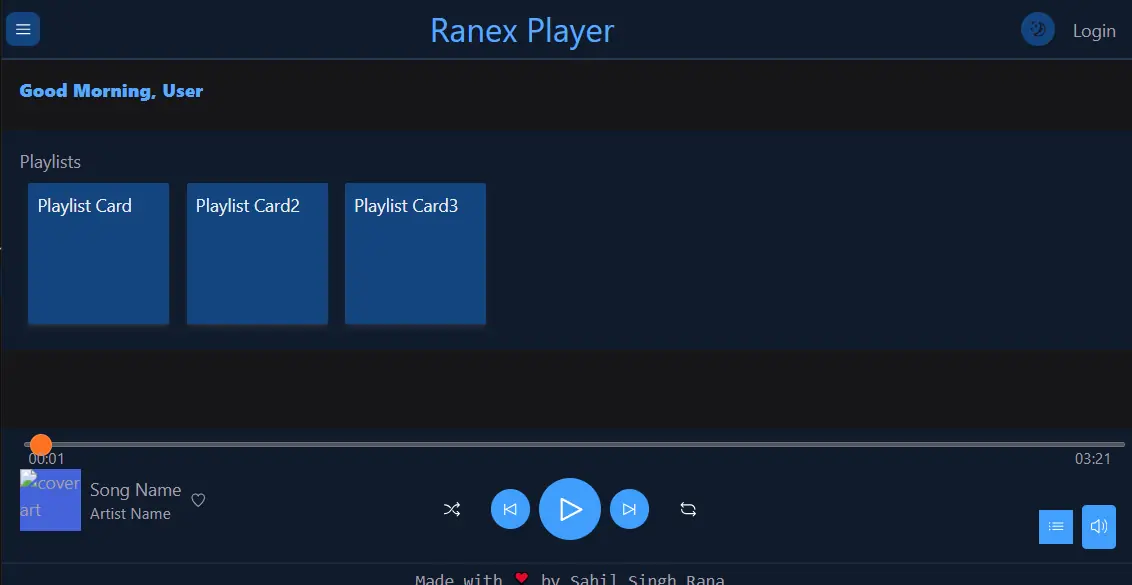 Ranex Player
Login
Good Morning, User
Playlists
Playlist Card
Playlist Card2
Playlist Card3
00:01
03:21
cover
art
Song Name
Artist Name
Made with ❤ by Sahil Singh Rana